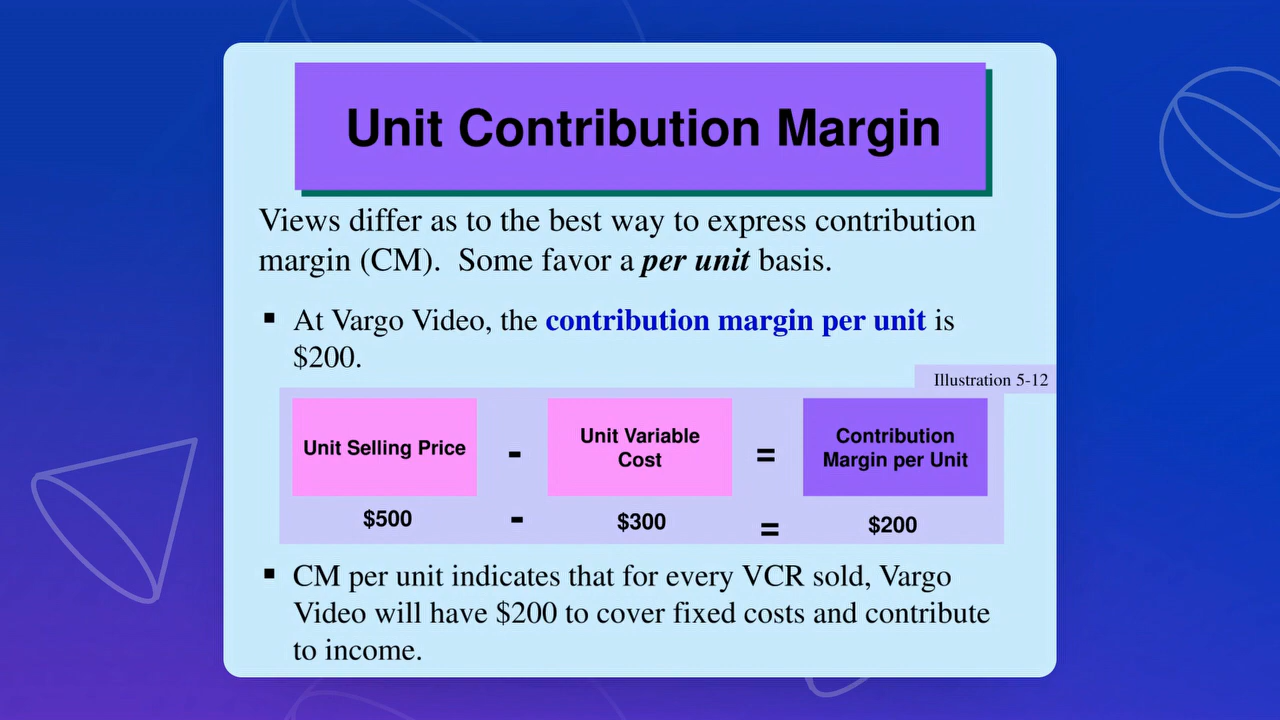 Unit Contribution Margin
Views differ as to the best way to express contribution
margin (CM).  Some favor a per unit basis.
▪ At Vargo Video, the contribution margin per unit is
$200.
Illustration 5-12
Unit Selling Price - Unit Variable Cost = Contribution Margin per Unit
$500 - $300 = $200
▪ CM per unit indicates that for every VCR sold, Vargo
Video will have $200 to cover fixed costs and contribute
to income.